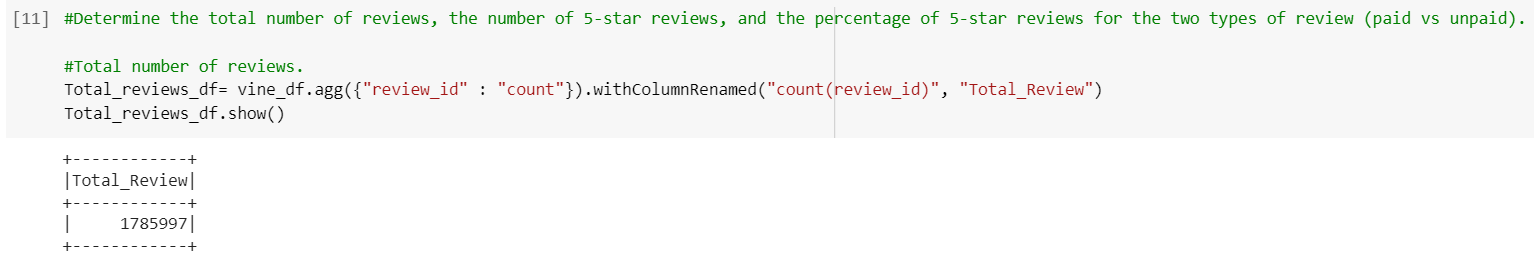 [11] #Determine the total number of reviews, the number of 5-star reviews, and the percentage of 5-star reviews for the two types of review (paid vs unpaid).
#Total number of reviews.
Total_reviews_df= vine_df.agg({"review_id" : "count"}).withColumnRenamed("count(review_id)", "Total_Review")
Total_reviews_df.show()
+------------+
|Total_Review|
+------------+
|     1785997|
+------------+